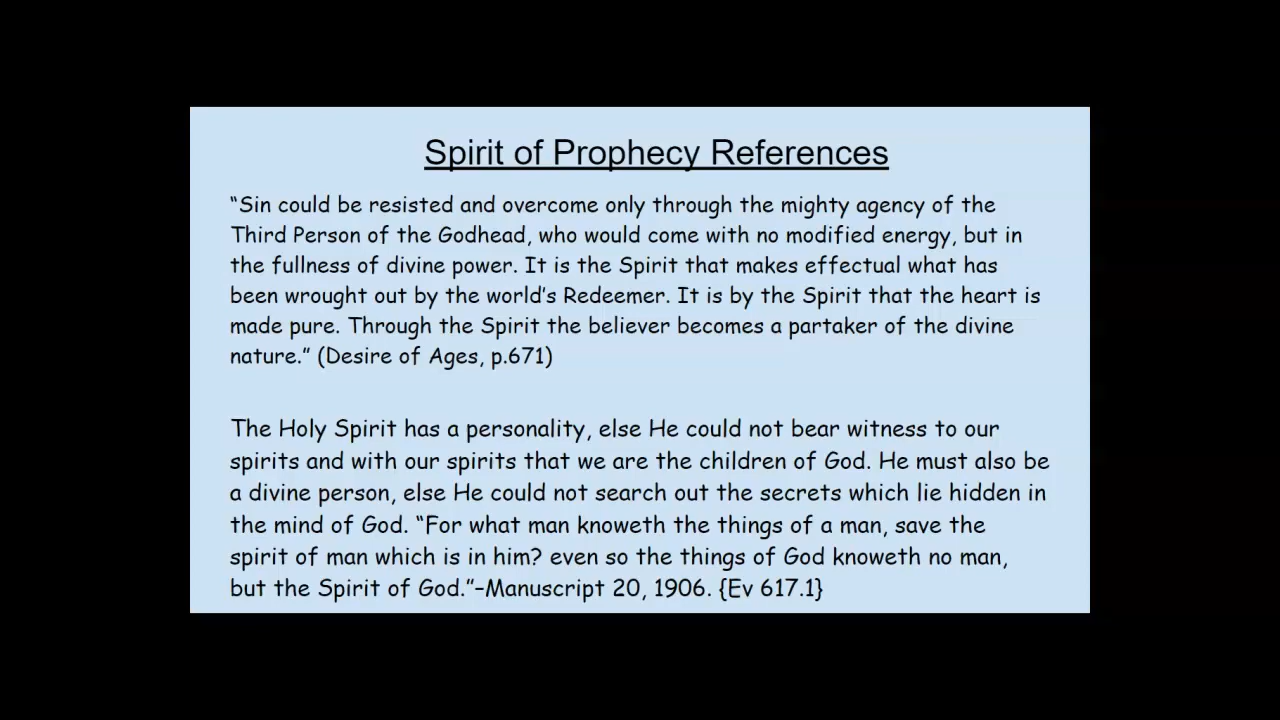 Spirit of Prophecy References
“Sin could be resisted and overcome only through the mighty agency of the
Third Person of the Godhead, who would come with no modified energy, but in
the fullness of divine power. It is the Spirit that makes effectual what has
been wrought out by the world’s Redeemer. It is by the Spirit that the heart is
made pure. Through the Spirit the believer becomes a partaker of the divine
nature.” (Desire of Ages, p.671)
The Holy Spirit has a personality, else He could not bear witness to our
spirits and with our spirits that we are the children of God. He must also be
a divine person, else He could not search out the secrets which lie hidden in
the mind of God. “For what man knoweth the things of a man, save the
spirit of man which is in him? even so the things of God knoweth no man,
but the Spirit of God.”–Manuscript 20, 1906. {Ev 617.1}